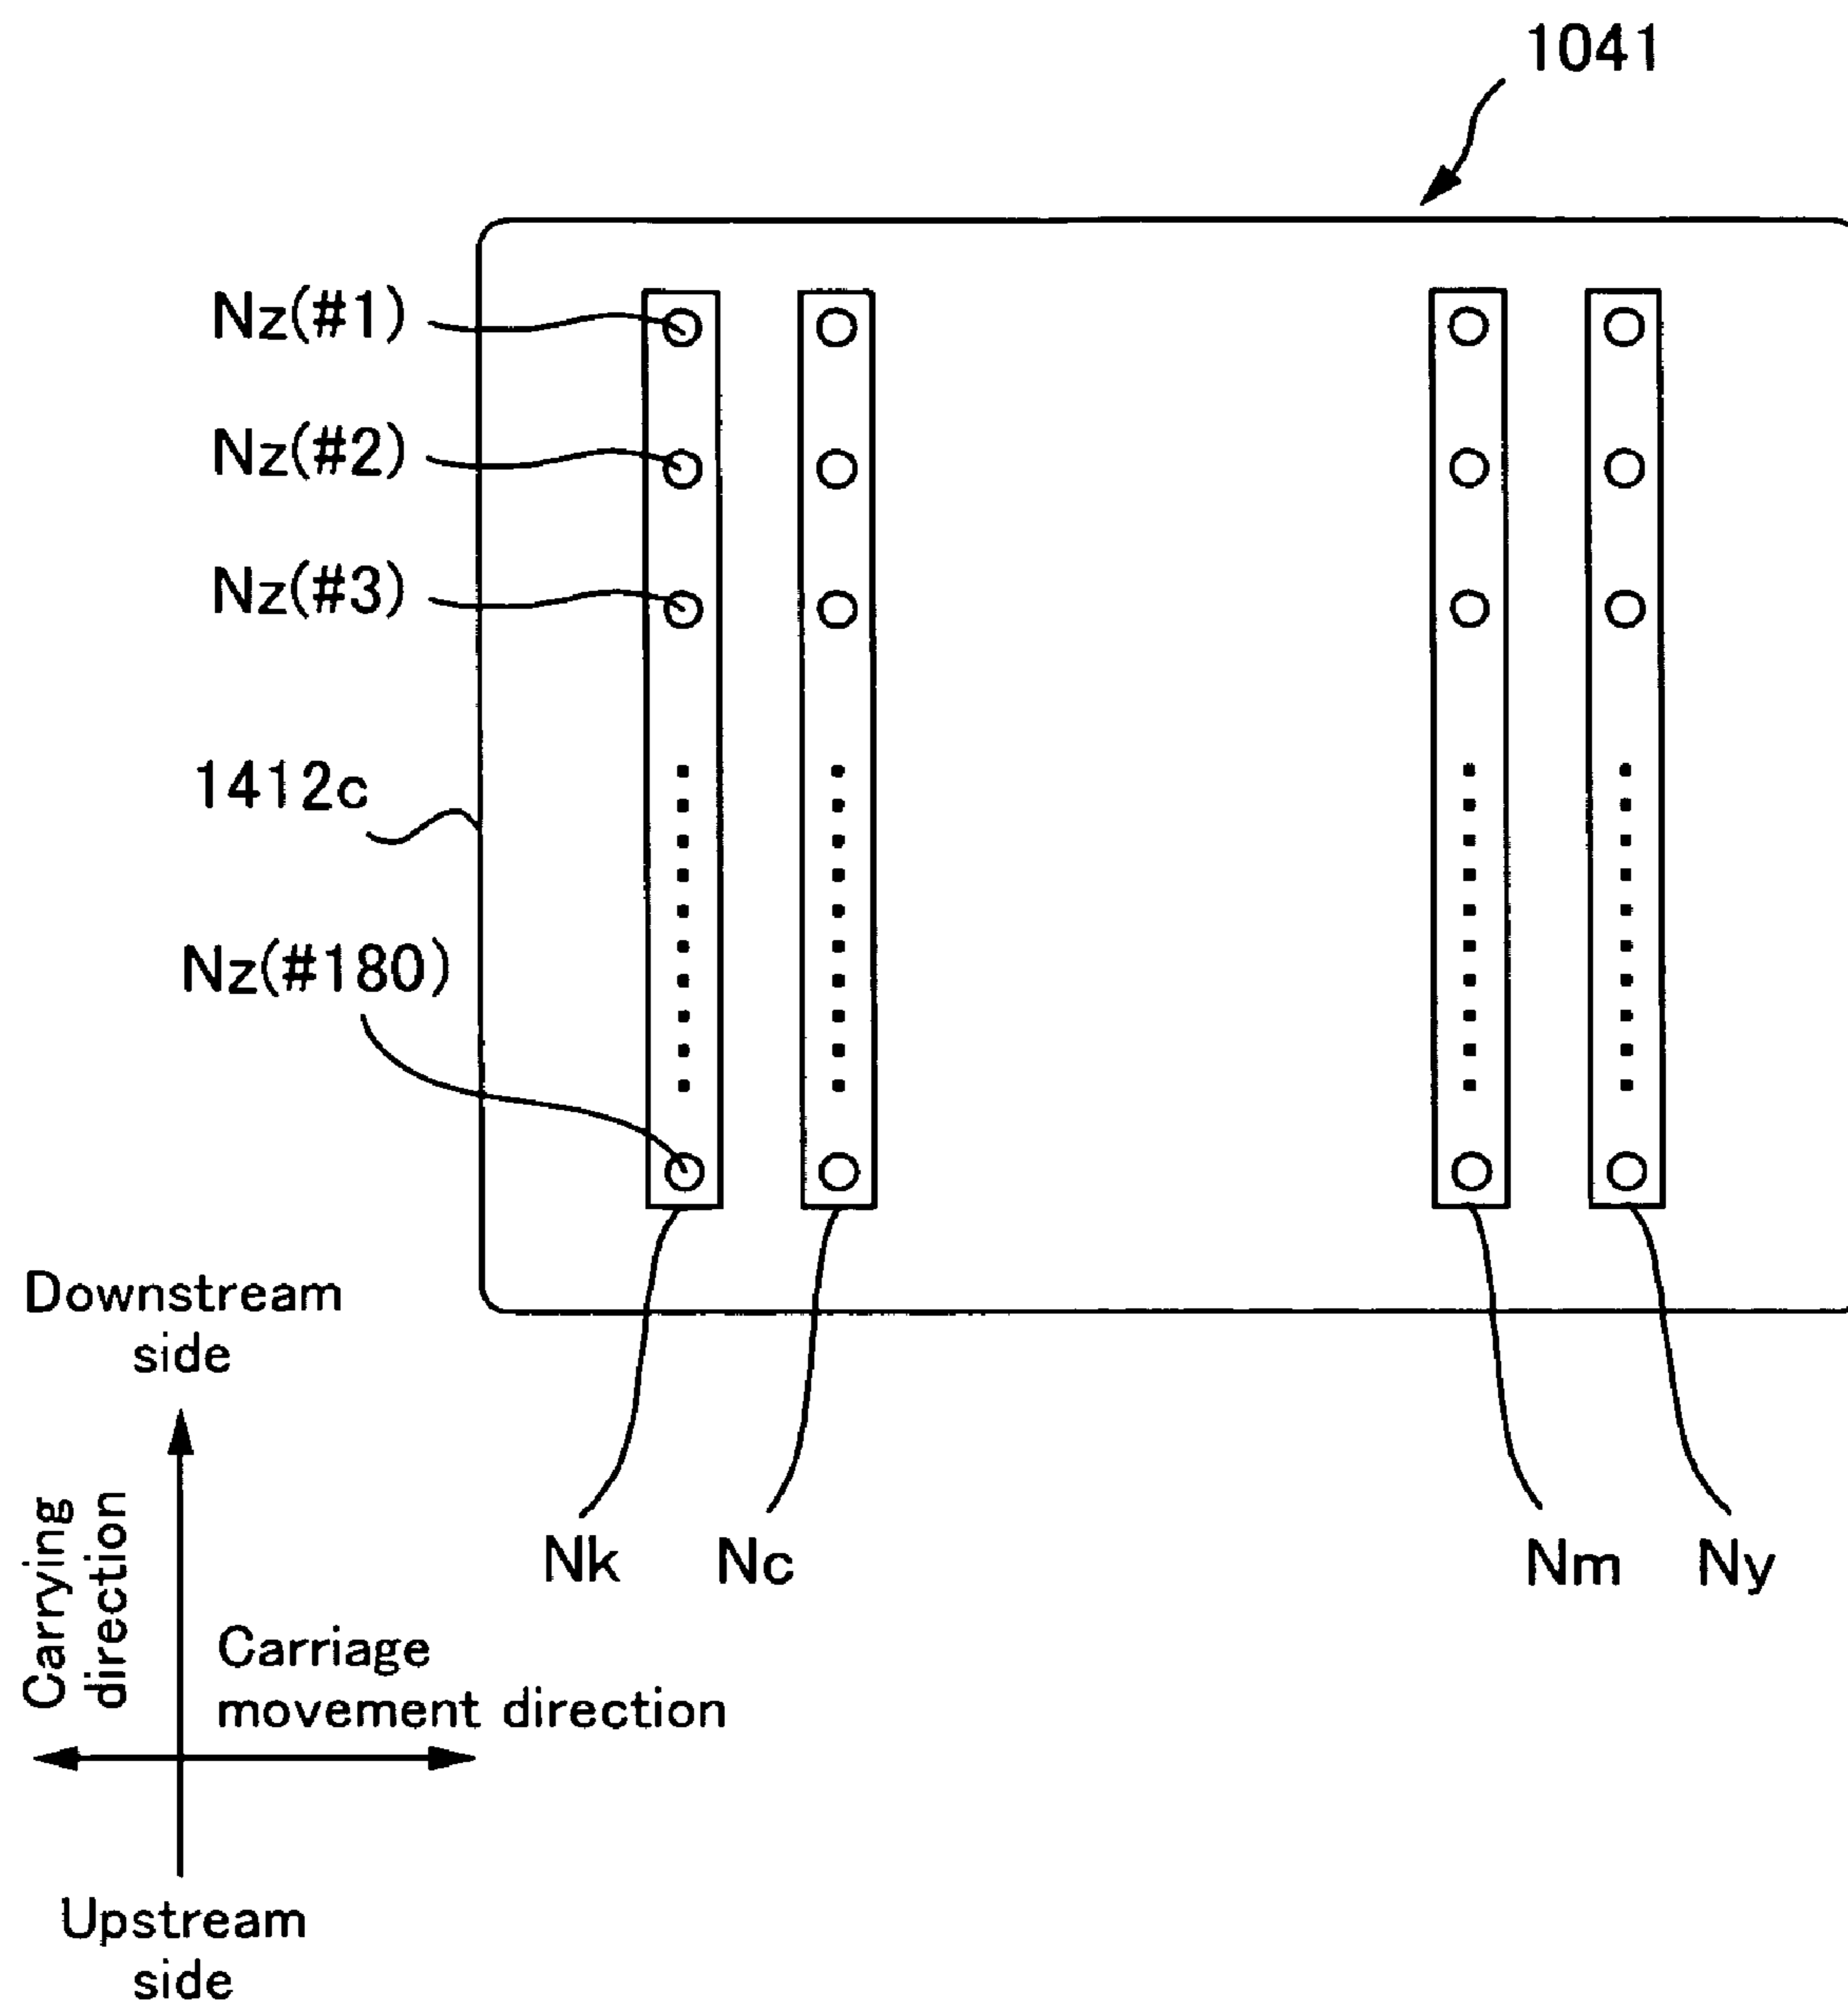 1041
Nz(#1)
Nz(#2)
Nz(#3)
1412c
Nz(#180)
Downstream
side
Nk
Nc
Nm
Ny
Carrying
direction
Carriage
movement direction
Upstream
side